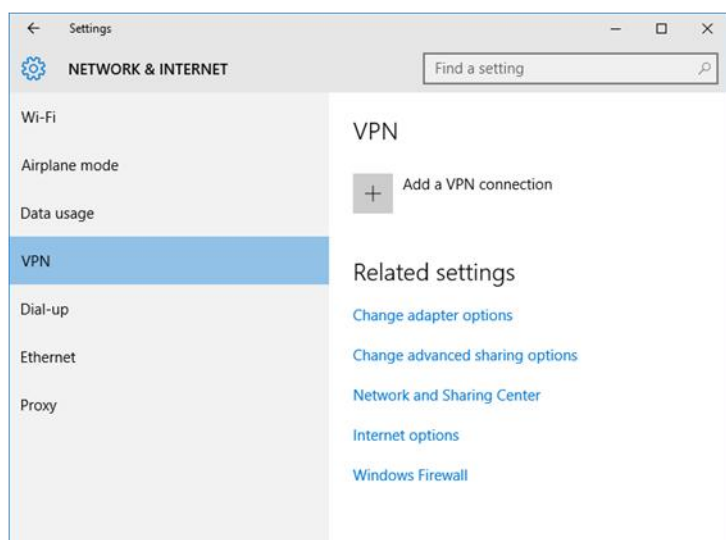 Settings
NETWORK & INTERNET
Find a setting
Wi-Fi
Airplane mode
Data usage
VPN
Dial-up
Ethernet
Proxy
VPN
Add a VPN connection
Related settings
Change adapter options
Change advanced sharing options
Network and Sharing Center
Internet options
Windows Firewall